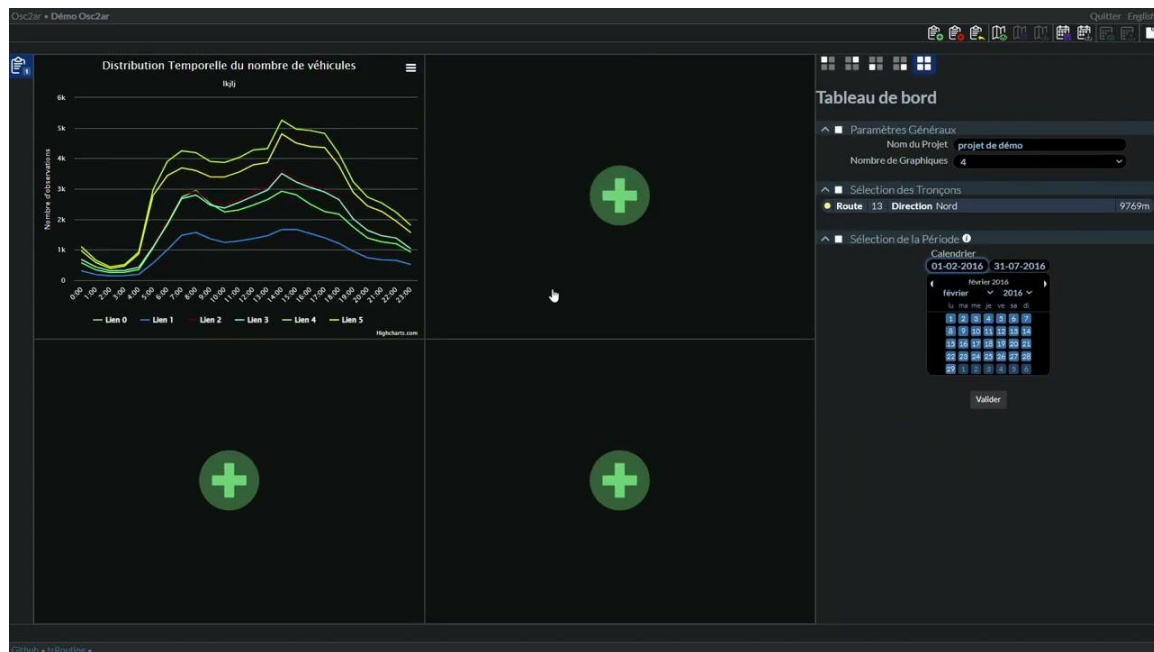 Osc2ar • Démo Osc2ar
Quitter English
1
Distribution Temporelle du nombre de véhicules
lkjlj
Nombre d'observations
6k
5k
4k
3k
2k
1k
0
0:00 1:00 2:00 3:00 4:00 5:00 6:00 7:00 8:00 9:00 10:00 11:00 12:00 13:00 14:00 15:00 16:00 17:00 18:00 19:00 20:00 21:00 22:00 23:00
Lien 0 Lien 1 Lien 2 Lien 3 Lien 4 Lien 5
Highcharts.com
Tableau de bord
Paramètres Généraux
Nom du Projet projet de démo
Nombre de Graphiques 4
Sélection des Tronçons
Route 13 Direction Nord 9769m
Sélection de la Période
Calendrier
01-02-2016 31-07-2016
février 2016
février 2016
lu ma me je ve sa di
1 2 3 4 5 6 7
8 9 10 11 12 13 14
15 16 17 18 19 20 21
22 23 24 25 26 27 28
29 1 2 3 4 5 6
Valider
Github • trRouting •